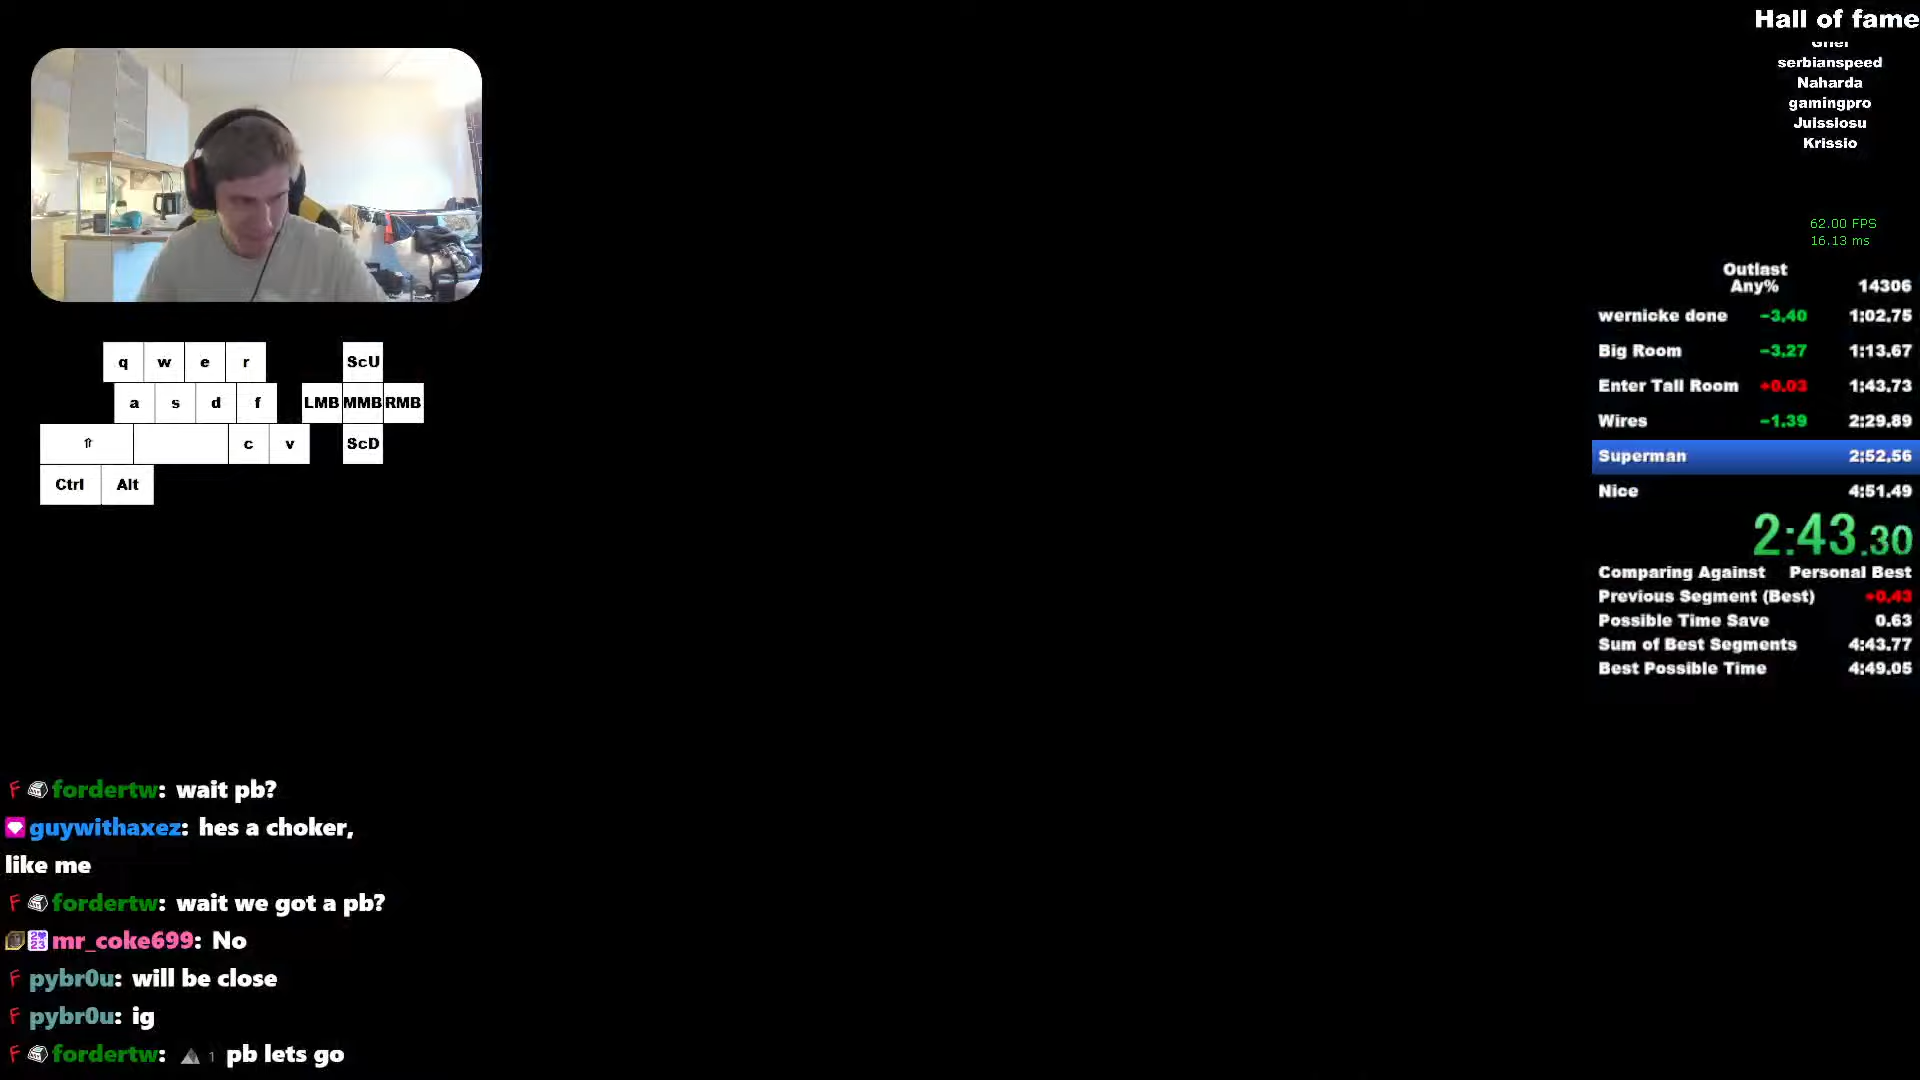 Hall of fame
Griel
serbianspeed
Naharda
gamingpro
Juissiosu
Krissio
62.00 FPS
16.13 ms
Outlast
Any% 14306
wernicke done -3.40 1:02.75
Big Room -3.27 1:13.67
Enter Tall Room +0.03 1:43.73
Wires -1.39 2:29.89
Superman 2:52.56
Nice 4:51.49
2:43.30
Comparing Against Personal Best
Previous Segment (Best) +0.43
Possible Time Save 0.63
Sum of Best Segments 4:43.77
Best Possible Time 4:49.05
q w e r ScU
a s d f LMB MMB RMB
⇑ c v ScD
Ctrl Alt
fordertw: wait pb?
guywithaxez: hes a choker,
like me
fordertw: wait we got a pb?
mr_coke699: No
pybr0u: will be close
pybr0u: ig
fordertw: 1 pb lets go